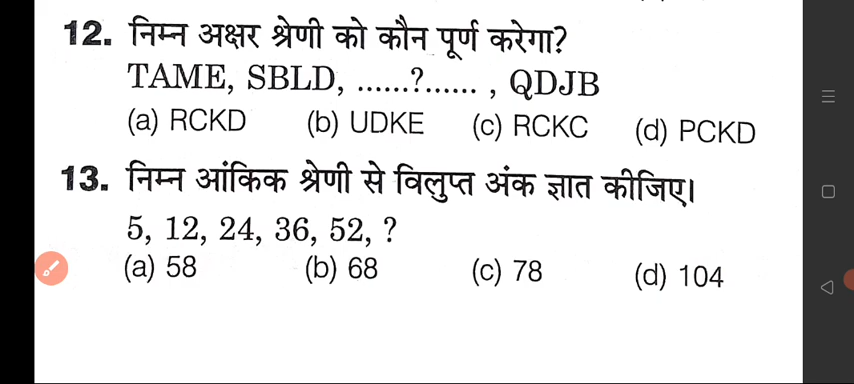 12. निम्न अक्षर श्रेणी को कौन पूर्ण करेगा?
TAME, SBLD, ......?...... , QDJB
(a) RCKD (b) UDKE (c) RCKC (d) PCKD
13. निम्न आंकिक श्रेणी से विलुप्त अंक ज्ञात कीजिए।
5, 12, 24, 36, 52, ?
(a) 58 (b) 68 (c) 78 (d) 104